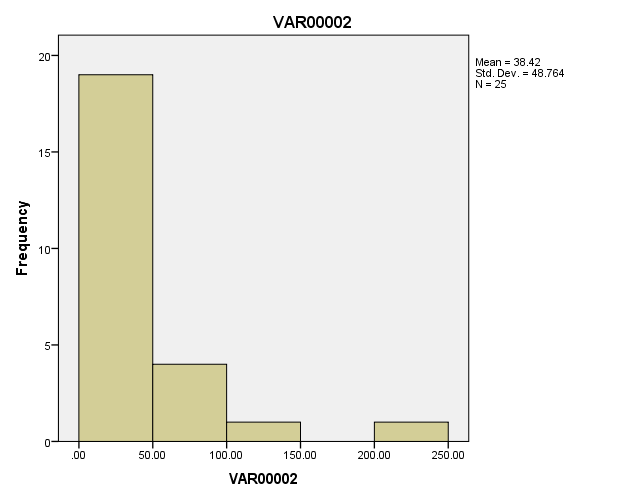 VAR00002
Mean = 38.42
Std. Dev. = 48.764
N = 25
20
15
10
5
0
Frequency
.00 50.00 100.00 150.00 200.00 250.00
VAR00002